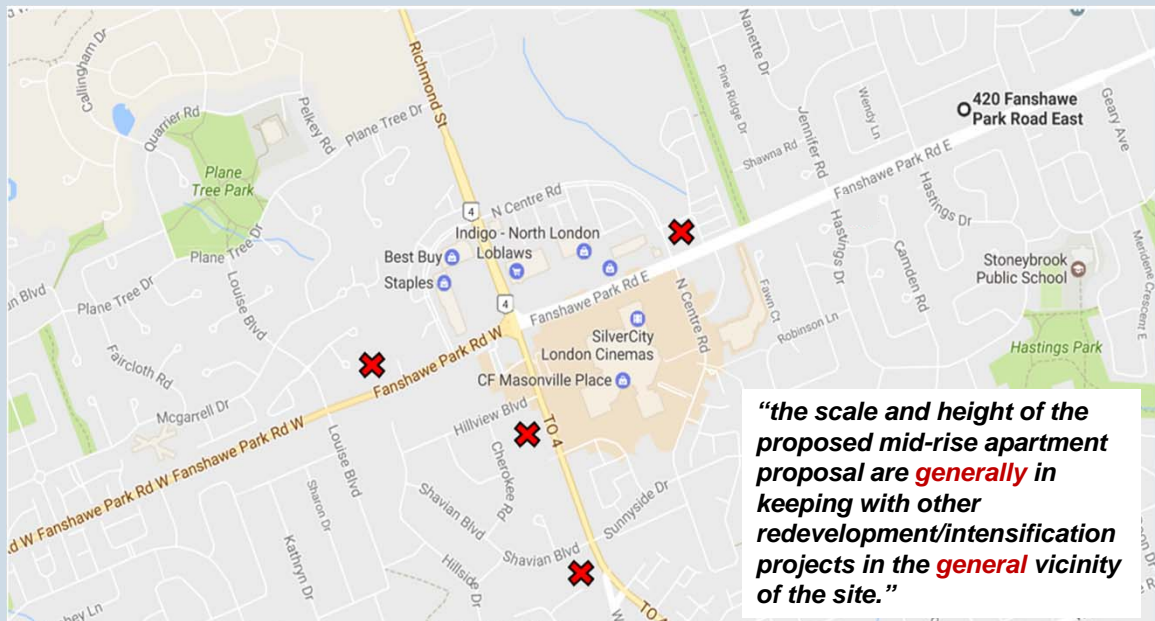 Callingham Dr
Quarrier Rd
Pelkey Rd
Plane Tree Dr
Plane
Tree Park
Richmond St
4
N Centre Rd
Indigo - North London
Loblaws
Best Buy
Staples
4
Fanshawe Park Rd E
Nanette Dr
Pine Ridge Dr
Jennifer Rd
Wendy Ln
Shawna Rd
420 Fanshawe
Park Road East
Geary Ave
Fanshawe Park Rd E
Hastings Dr
Hastings Dr
Camden Rd
Stoneybrook
Public School
Meridene Crescent E
Hastings Park
Plane Tree Dr
Plane Tree Dr
Louise Blvd
Faircloth Rd
Mcgarrell Dr
Fanshawe Park Rd W
SilverCity
London Cinemas
CF Masonville Place
N Centre Rd
Fawn Ct
Robinson Ln
Hillview Blvd
TO 4
Cherokee Rd
Shavian Blvd
Shavian Blvd
Sunnyside Dr
Louise Blvd
Sharon Dr
Kathryn Dr
Hillside Dr
Rd W Fanshawe Park Rd W
Fanshawe Park Rd W
“the scale and height of the
proposed mid-rise apartment
proposal are generally in
keeping with other
redevelopment/intensification
projects in the general vicinity
of the site.”